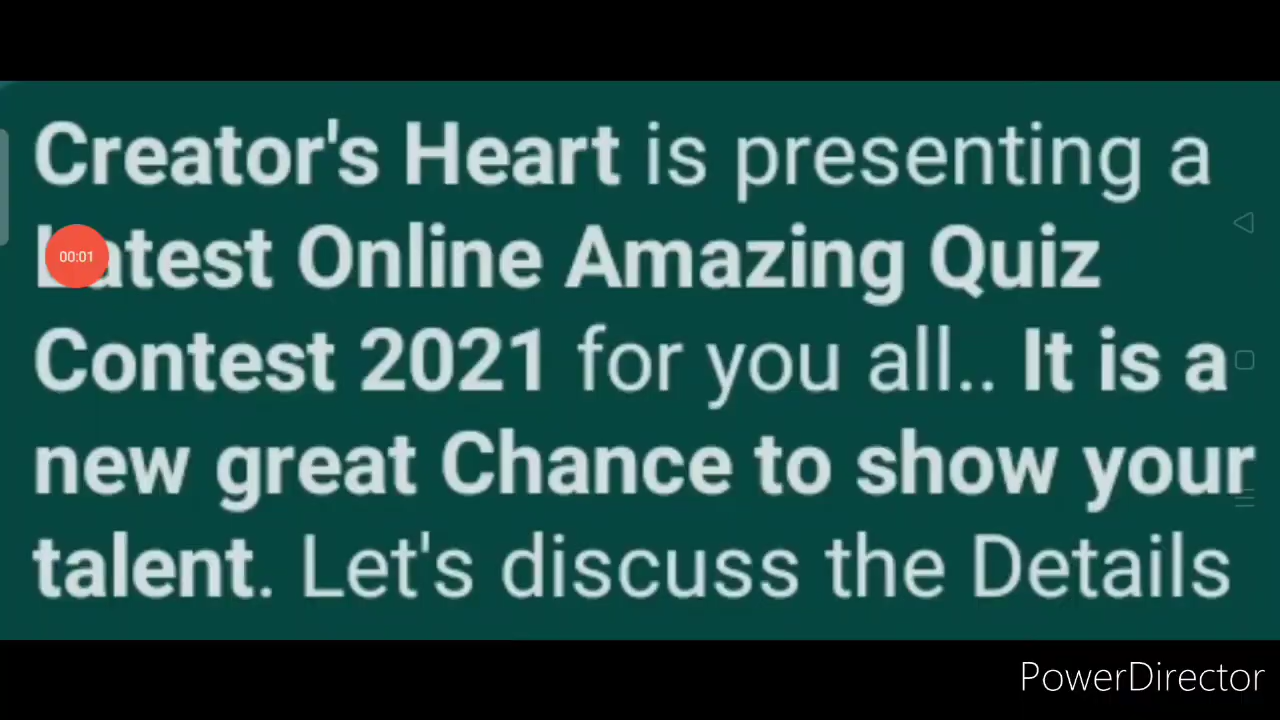 Creator's Heart is presenting a
Latest Online Amazing Quiz
00:01
Contest 2021 for you all.. It is a
new great Chance to show your
talent. Let's discuss the Details
PowerDirector